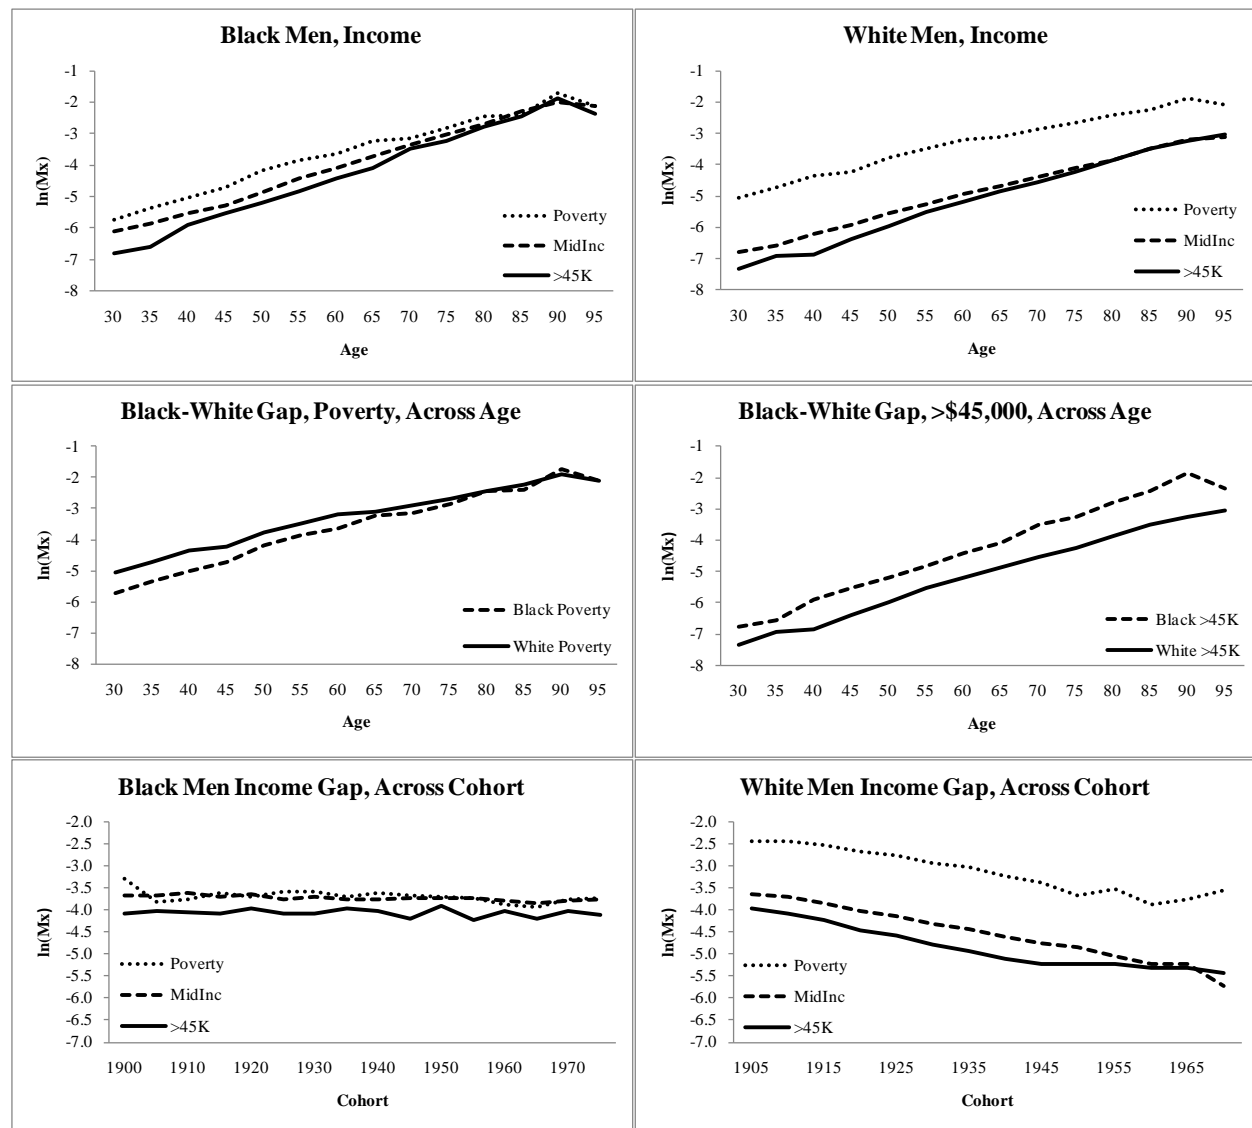 Black Men, Income
-1
-2
-3
-4
-5
-6
-7
-8
ln(Mx)
Poverty
MidInc
>45K
30 35 40 45 50 55 60 65 70 75 80 85 90 95
Age
White Men, Income
-1
-2
-3
-4
-5
-6
-7
-8
ln(Mx)
Poverty
MidInc
>45K
30 35 40 45 50 55 60 65 70 75 80 85 90 95
Age
Black-White Gap, Poverty, Across Age
-1
-2
-3
-4
-5
-6
-7
-8
ln(Mx)
Black Poverty
White Poverty
30 35 40 45 50 55 60 65 70 75 80 85 90 95
Age
Black-White Gap, >$45,000, Across Age
-1
-2
-3
-4
-5
-6
-7
-8
ln(Mx)
Black >45K
White >45K
30 35 40 45 50 55 60 65 70 75 80 85 90 95
Age
Black Men Income Gap, Across Cohort
-2.0
-2.5
-3.0
-3.5
-4.0
-4.5
-5.0
-5.5
-6.0
-6.5
-7.0
ln(Mx)
Poverty
MidInc
>45K
1900 1910 1920 1930 1940 1950 1960 1970
Cohort
White Men Income Gap, Across Cohort
-2.0
-2.5
-3.0
-3.5
-4.0
-4.5
-5.0
-5.5
-6.0
-6.5
-7.0
ln(Mx)
Poverty
MidInc
>45K
1905 1915 1925 1935 1945 1955 1965
Cohort